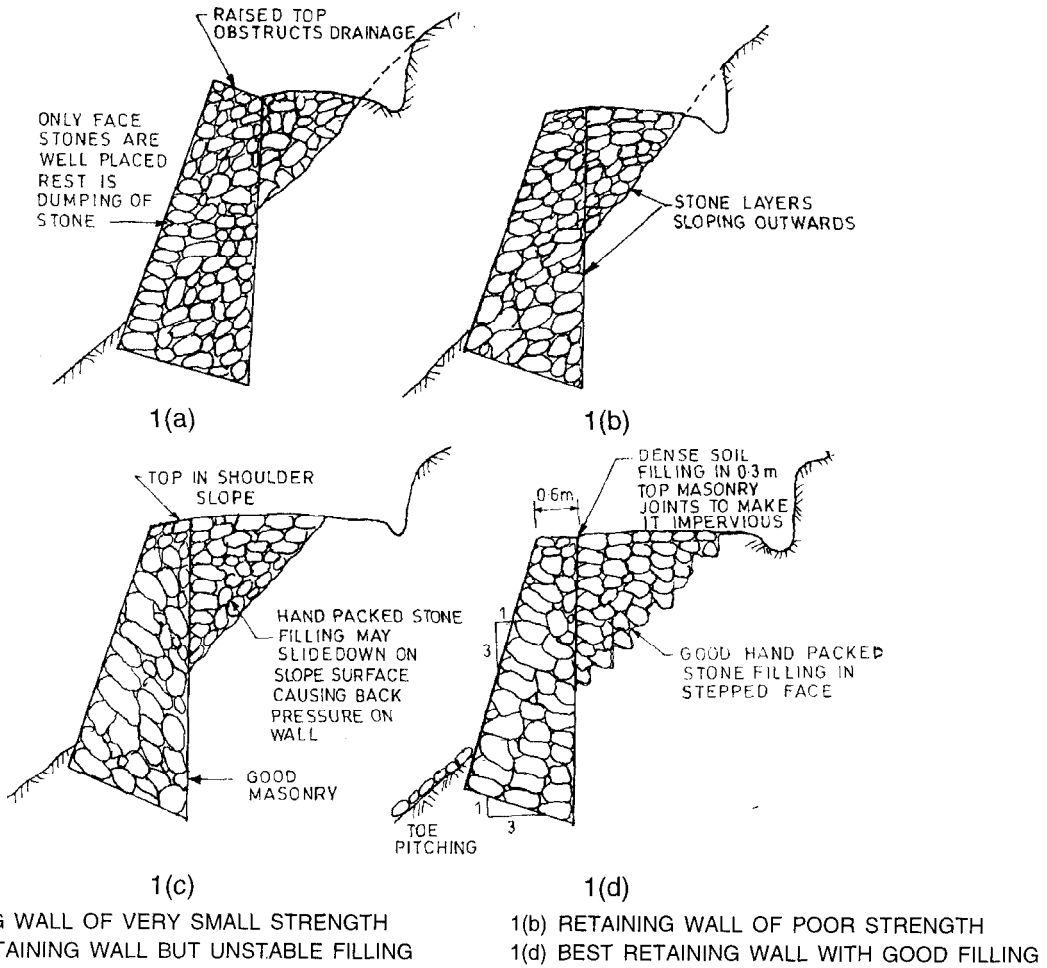 RAISED TOP
OBSTRUCTS DRAINAGE
ONLY FACE
STONES ARE
WELL PLACED
REST IS
DUMPING OF
STONE
1(a)
STONE LAYERS
SLOPING OUTWARDS
1(b)
TOP IN SHOULDER
SLOPE
HAND PACKED STONE
FILLING MAY
SLIDEDOWN ON
SLOPE SURFACE
CAUSING BACK
PRESSURE ON
WALL
GOOD
MASONRY
1(c)
0·6m
DENSE SOIL
FILLING IN 0·3m
TOP MASONRY
JOINTS TO MAKE
IT IMPERVIOUS
1
3
GOOD HAND PACKED
STONE FILLING IN
STEPPED FACE
1
3
TOE
PITCHING
1(d)
G WALL OF VERY SMALL STRENGTH
TAINING WALL BUT UNSTABLE FILLING
1(b) RETAINING WALL OF POOR STRENGTH
1(d) BEST RETAINING WALL WITH GOOD FILLING